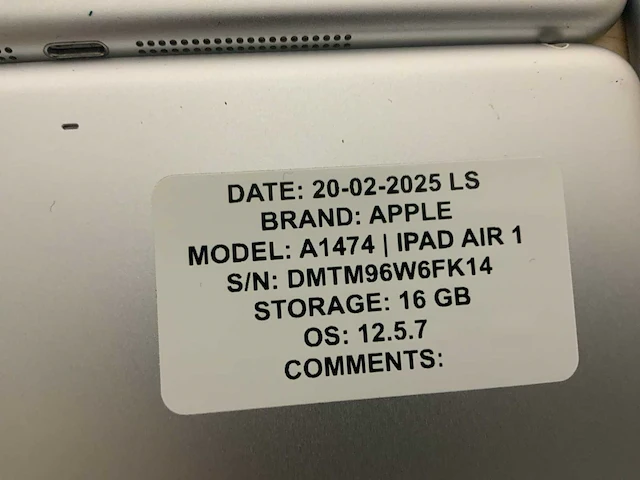 DATE: 20-02-2025 LS
BRAND: APPLE
MODEL: A1474 | IPAD AIR 1
S/N: DMTM96W6FK14
STORAGE: 16 GB
OS: 12.5.7
COMMENTS: